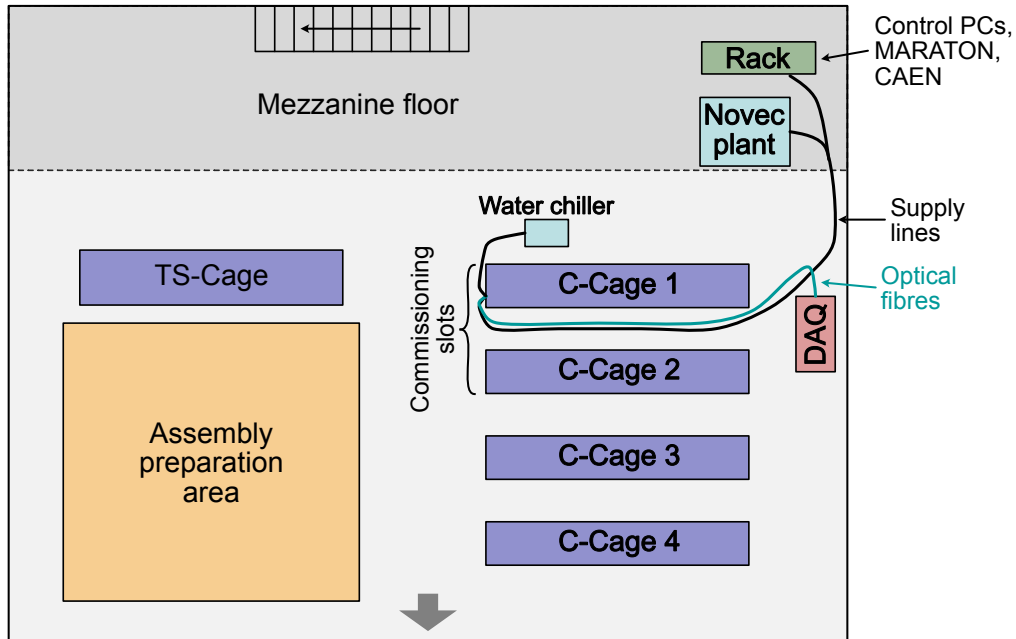 Rack
Control PCs,
MARATON,
CAEN
Mezzanine floor
Novec
plant
Water chiller
Supply
lines
TS-Cage
C-Cage 1
Optical
fibres
Commissioning
slots
DAQ
C-Cage 2
Assembly
preparation
area
C-Cage 3
C-Cage 4